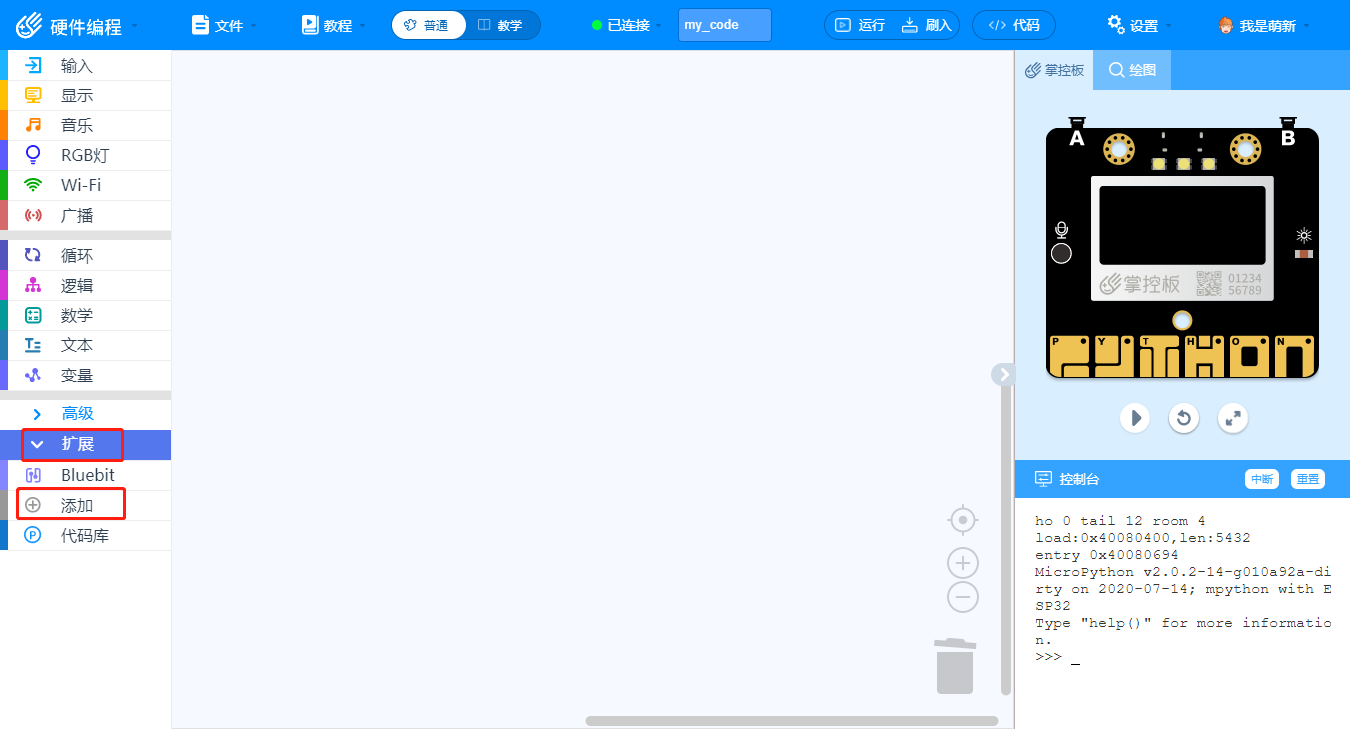 硬件编程
文件
教程
普通
教学
已连接
my_code
运行
刷入
代码
设置
我是萌新
输入
显示
音乐
RGB灯
Wi-Fi
广播
循环
逻辑
数学
文本
变量
高级
扩展
Bluebit
添加
代码库
掌控板
绘图
A
B
掌控板
01234
56789
P Y T H O N
控制台
中断
重置
ho 0 tail 12 room 4
load:0x40080400,len:5432
entry 0x40080694
MicroPython v2.0.2-14-g010a92a-di
rty on 2020-07-14; mpython with E
SP32
Type "help()" for more informatio
n.
>>> _